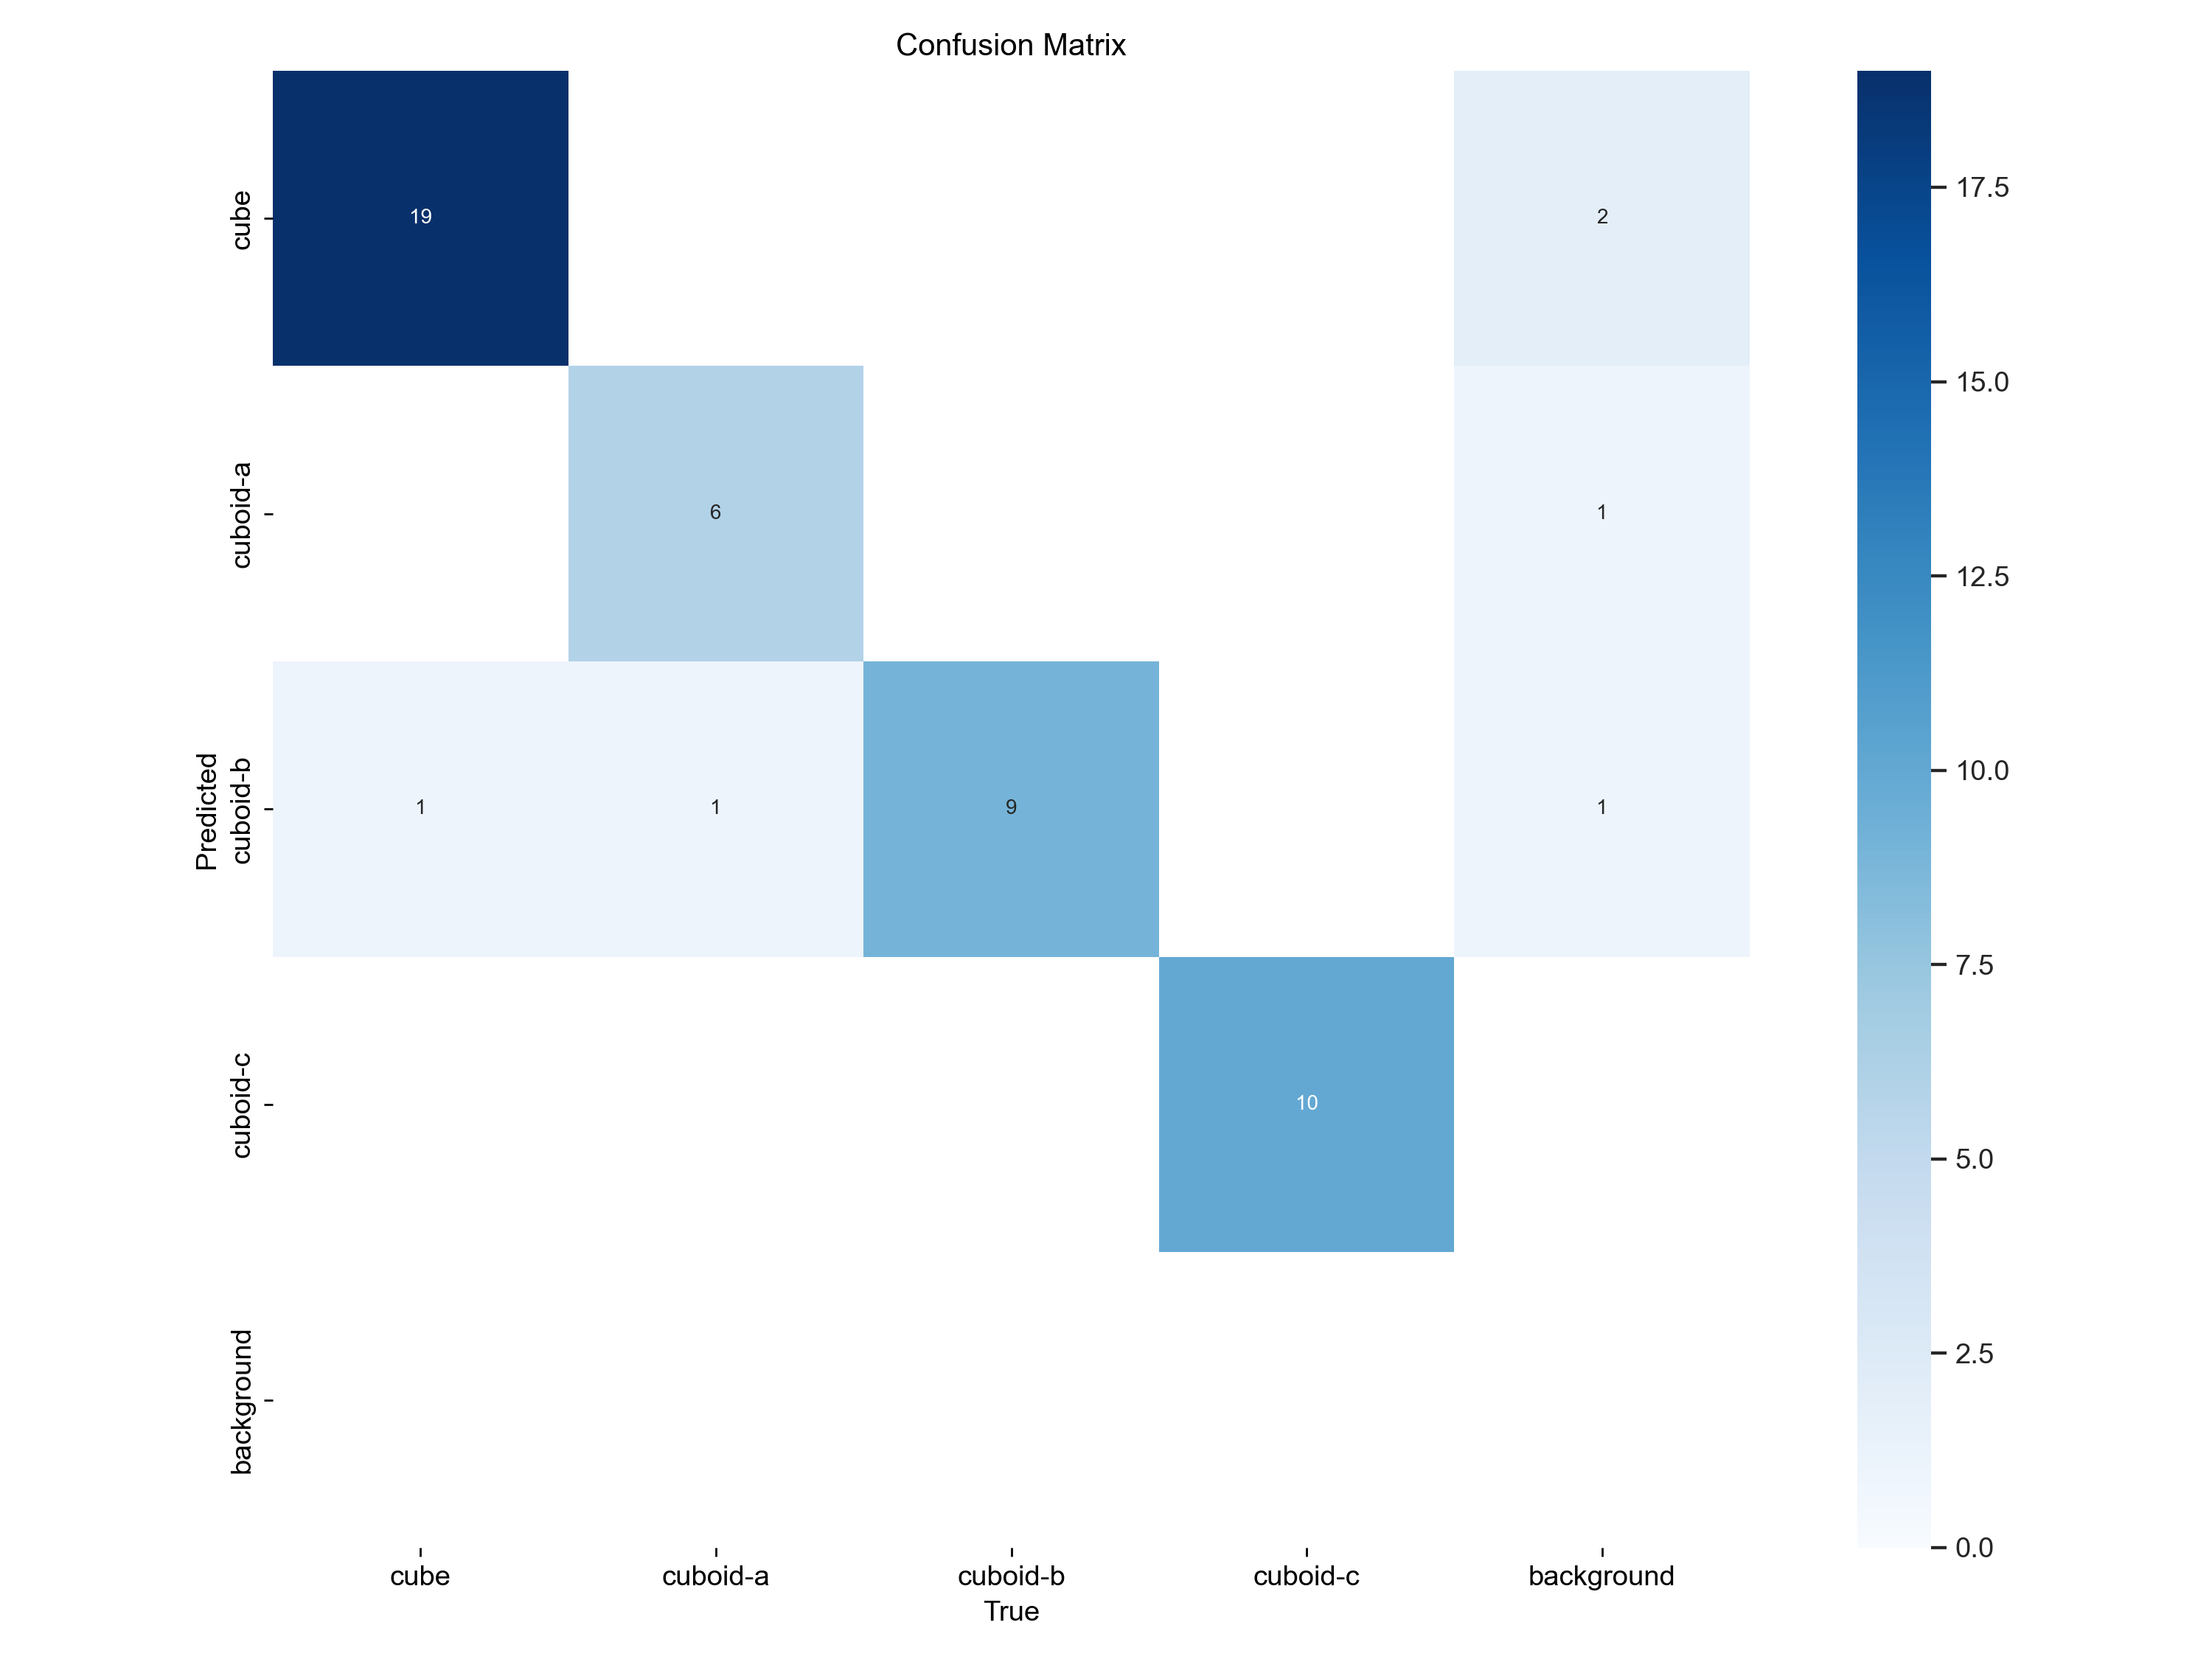 Confusion Matrix
cube
19
2
17.5
15.0
cuboid-a
6
1
12.5
Predicted
cuboid-b
1
1
9
1
10.0
7.5
cuboid-c
10
5.0
background
2.5
0.0
cube cuboid-a cuboid-b cuboid-c background
True